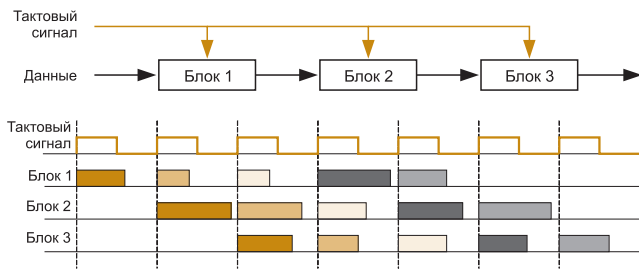 Тактовый
сигнал
Данные
Блок 1
Блок 2
Блок 3
Тактовый
сигнал
Блок 1
Блок 2
Блок 3